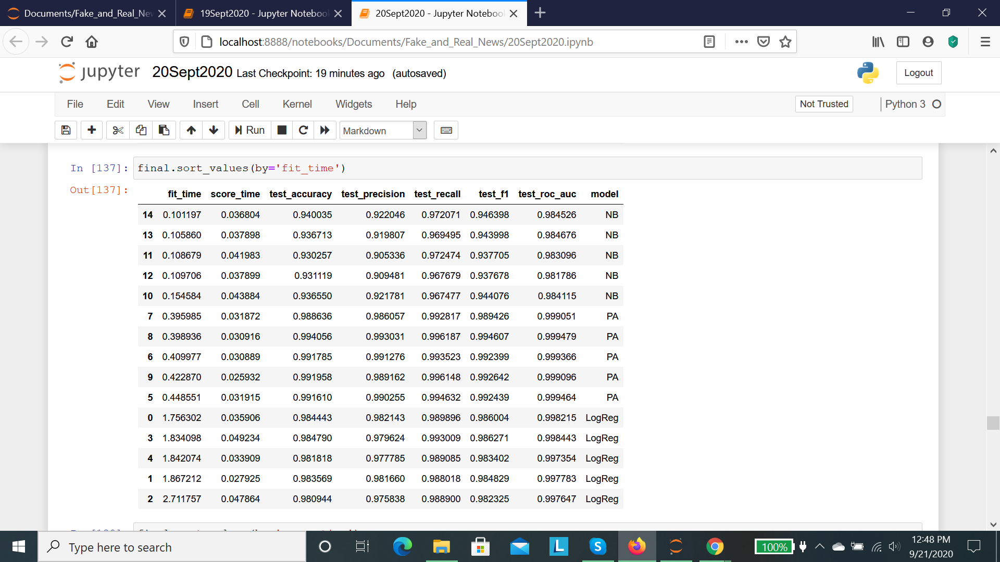 Documents/Fake_and_Real_New
19Sept2020 - Jupyter Notebook
20Sept2020 - Jupyter Notebook
localhost:8888/notebooks/Documents/Fake_and_Real_News/20Sept2020.ipynb
jupyter 20Sept2020 Last Checkpoint: 19 minutes ago (autosaved)
Logout
File Edit View Insert Cell Kernel Widgets Help
Not Trusted
Python 3
Run
Markdown
In [137]: final.sort_values(by='fit_time')
Out[137]:
fit_time score_time test_accuracy test_precision test_recall test_f1 test_roc_auc model
14 0.101197 0.036804 0.940035 0.922046 0.972071 0.946398 0.984526 NB
13 0.105860 0.037898 0.936713 0.919807 0.969495 0.943998 0.984676 NB
11 0.108679 0.041983 0.930257 0.905336 0.972474 0.937705 0.983096 NB
12 0.109706 0.037899 0.931119 0.909481 0.967679 0.937678 0.981786 NB
10 0.154584 0.043884 0.936550 0.921781 0.967477 0.944076 0.984115 NB
7 0.395985 0.031872 0.988636 0.986057 0.992817 0.989426 0.999051 PA
8 0.398936 0.030916 0.994056 0.993031 0.996187 0.994607 0.999479 PA
6 0.409977 0.030889 0.991785 0.991276 0.993523 0.992399 0.999366 PA
9 0.422870 0.025932 0.991958 0.989162 0.996148 0.992642 0.999096 PA
5 0.448551 0.031915 0.991610 0.990255 0.994632 0.992439 0.999464 PA
0 1.756302 0.035906 0.984443 0.982143 0.989896 0.986004 0.998215 LogReg
3 1.834098 0.049234 0.984790 0.979624 0.993009 0.986271 0.998443 LogReg
4 1.842074 0.033909 0.981818 0.977785 0.989085 0.983402 0.997354 LogReg
1 1.867212 0.027925 0.983569 0.981660 0.988018 0.984829 0.997783 LogReg
2 2.711757 0.047864 0.980944 0.975838 0.988900 0.982325 0.997647 LogReg
Type here to search
100%
12:48 PM
9/21/2020